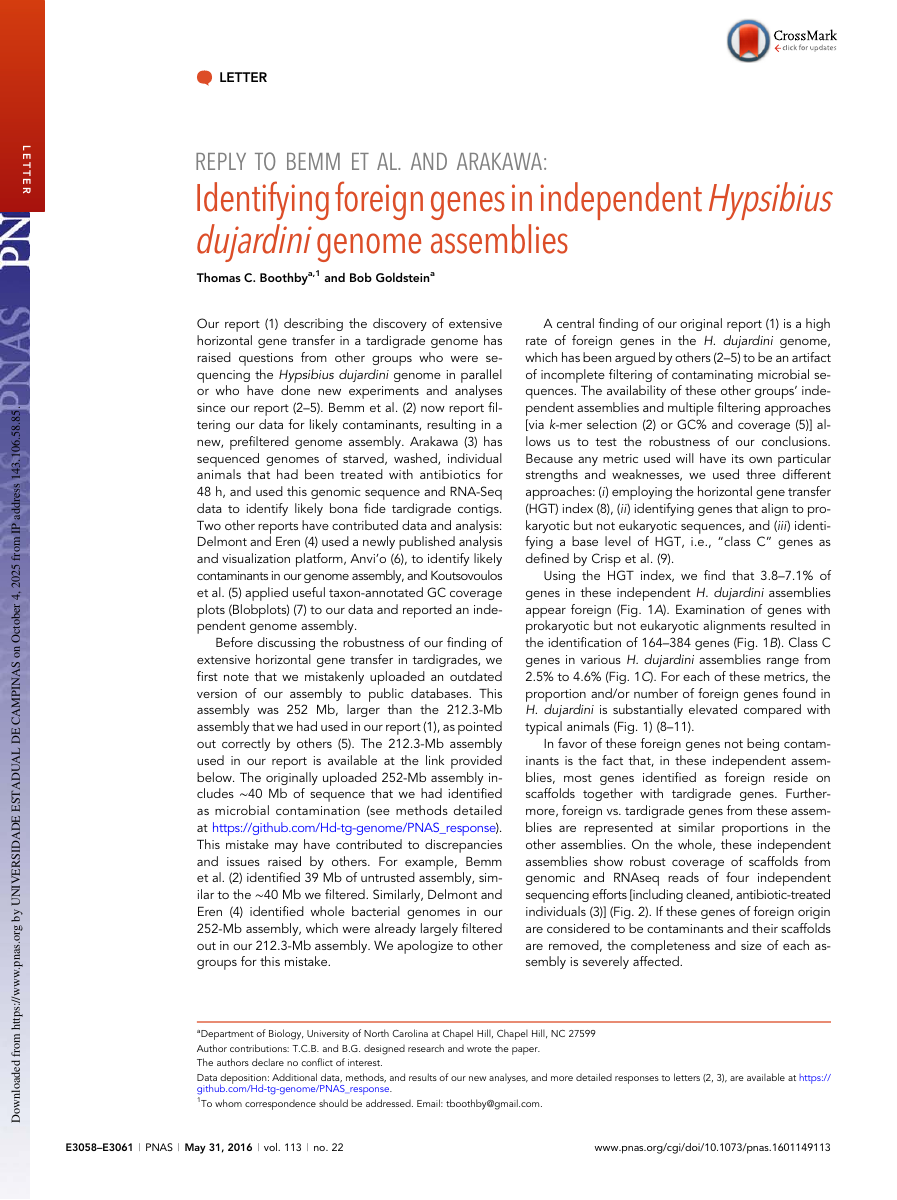 CrossMark
click for updates
LETTER
LETTER
REPLY TO BEMM ET AL. AND ARAKAWA:
Identifying foreign genes in independent Hypsibius
dujardini genome assemblies
Thomas C. Boothbya,1 and Bob Goldsteina
Our report (1) describing the discovery of extensive
horizontal gene transfer in a tardigrade genome has
raised questions from other groups who were se-
quencing the Hypsibius dujardini genome in parallel
or who have done new experiments and analyses
since our report (2–5). Bemm et al. (2) now report fil-
tering our data for likely contaminants, resulting in a
new, prefiltered genome assembly. Arakawa (3) has
sequenced genomes of starved, washed, individual
animals that had been treated with antibiotics for
48 h, and used this genomic sequence and RNA-Seq
data to identify likely bona fide tardigrade contigs.
Two other reports have contributed data and analysis:
Delmont and Eren (4) used a newly published analysis
and visualization platform, Anvi'o (6), to identify likely
contaminants in our genome assembly, and Koutsovoulos
et al. (5) applied useful taxon-annotated GC coverage
plots (Blobplots) (7) to our data and reported an inde-
pendent genome assembly.
Before discussing the robustness of our finding of
extensive horizontal gene transfer in tardigrades, we
first note that we mistakenly uploaded an outdated
version of our assembly to public databases. This
assembly was 252 Mb, larger than the 212.3-Mb
assembly that we had used in our report (1), as pointed
out correctly by others (5). The 212.3-Mb assembly
used in our report is available at the link provided
below. The originally uploaded 252-Mb assembly in-
cludes ~40 Mb of sequence that we had identified
as microbial contamination (see methods detailed
at https://github.com/Hd-tg-genome/PNAS_response).
This mistake may have contributed to discrepancies
and issues raised by others. For example, Bemm
et al. (2) identified 39 Mb of untrusted assembly, sim-
ilar to the ~40 Mb we filtered. Similarly, Delmont and
Eren (4) identified whole bacterial genomes in our
252-Mb assembly, which were already largely filtered
out in our 212.3-Mb assembly. We apologize to other
groups for this mistake.
A central finding of our original report (1) is a high
rate of foreign genes in the H. dujardini genome,
which has been argued by others (2–5) to be an artifact
of incomplete filtering of contaminating microbial se-
quences. The availability of these other groups' inde-
pendent assemblies and multiple filtering approaches
[via k-mer selection (2) or GC% and coverage (5)] al-
lows us to test the robustness of our conclusions.
Because any metric used will have its own particular
strengths and weaknesses, we used three different
approaches: (i) employing the horizontal gene transfer
(HGT) index (8), (ii) identifying genes that align to pro-
karyotic but not eukaryotic sequences, and (iii) identi-
fying a base level of HGT, i.e., "class C" genes as
defined by Crisp et al. (9).
Using the HGT index, we find that 3.8–7.1% of
genes in these independent H. dujardini assemblies
appear foreign (Fig. 1A). Examination of genes with
prokaryotic but not eukaryotic alignments resulted in
the identification of 164–384 genes (Fig. 1B). Class C
genes in various H. dujardini assemblies range from
2.5% to 4.6% (Fig. 1C). For each of these metrics, the
proportion and/or number of foreign genes found in
H. dujardini is substantially elevated compared with
typical animals (Fig. 1) (8–11).
In favor of these foreign genes not being contam-
inants is the fact that, in these independent assem-
blies, most genes identified as foreign reside on
scaffolds together with tardigrade genes. Further-
more, foreign vs. tardigrade genes from these assem-
blies are represented at similar proportions in the
other assemblies. On the whole, these independent
assemblies show robust coverage of scaffolds from
genomic and RNAseq reads of four independent
sequencing efforts [including cleaned, antibiotic-treated
individuals (3)] (Fig. 2). If these genes of foreign origin
are considered to be contaminants and their scaffolds
are removed, the completeness and size of each as-
sembly is severely affected.
aDepartment of Biology, University of North Carolina at Chapel Hill, Chapel Hill, NC 27599
Author contributions: T.C.B. and B.G. designed research and wrote the paper.
The authors declare no conflict of interest.
Data deposition: Additional data, methods, and results of our new analyses, and more detailed responses to letters (2, 3), are available at https://
github.com/Hd-tg-genome/PNAS_response.
1To whom correspondence should be addressed. Email: tboothby@gmail.com.
E3058–E3061 | PNAS | May 31, 2016 | vol. 113 | no. 22
www.pnas.org/cgi/doi/10.1073/pnas.1601149113
Downloaded from https://www.pnas.org by UNIVERSIDADE ESTADUAL DE CAMPINAS on October 4, 2025 from IP address 143.106.58.85.
PNAS